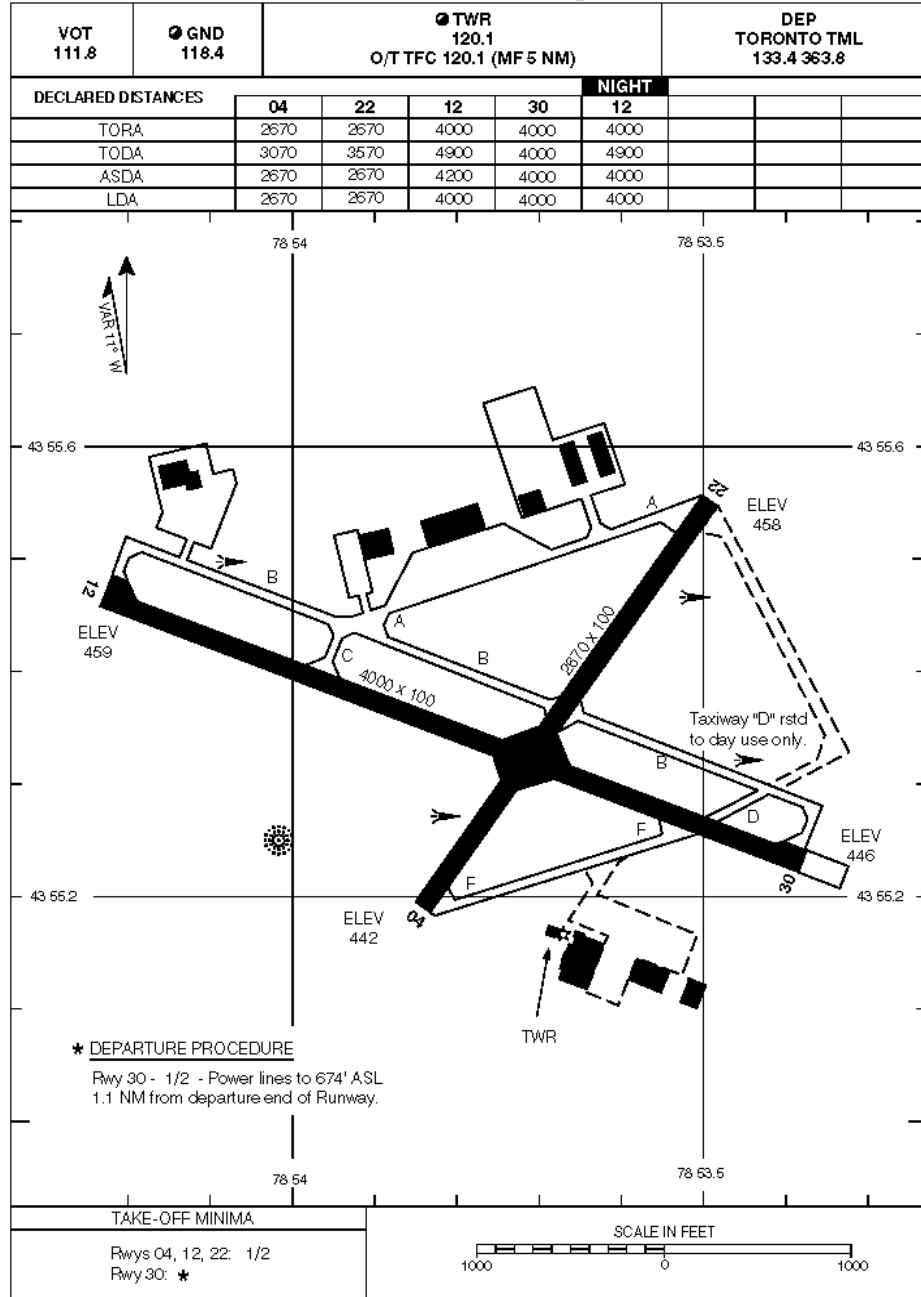 VOT
111.8
GND
118.4
TWR
120.1
O/T TFC 120.1 (MF 5 NM)
DEP
TORONTO TML
133.4 363.8
DECLARED DISTANCES
NIGHT
04 22 12 30 12
TORA 2670 2670 4000 4000 4000
TODA 3070 3570 4900 4000 4900
ASDA 2670 2670 4200 4000 4000
LDA 2670 2670 4000 4000 4000
78 54 78 53.5
VAR 11° W
43 55.6 43 55.6
22
A
ELEV
458
B
12
ELEV
459
A
C
B
4000 X 100
2670 X 100
Taxiway "D" rstd
to day use only.
B
D
F
ELEV
446
30
F
43 55.2 43 55.2
04
ELEV
442
TWR
* DEPARTURE PROCEDURE
Rwy 30 - 1/2 - Power lines to 674' ASL
1.1 NM from departure end of Runway.
78 54 78 53.5
TAKE-OFF MINIMA
Rwys 04, 12, 22: 1/2
Rwy 30: *
SCALE IN FEET
1000 0 1000